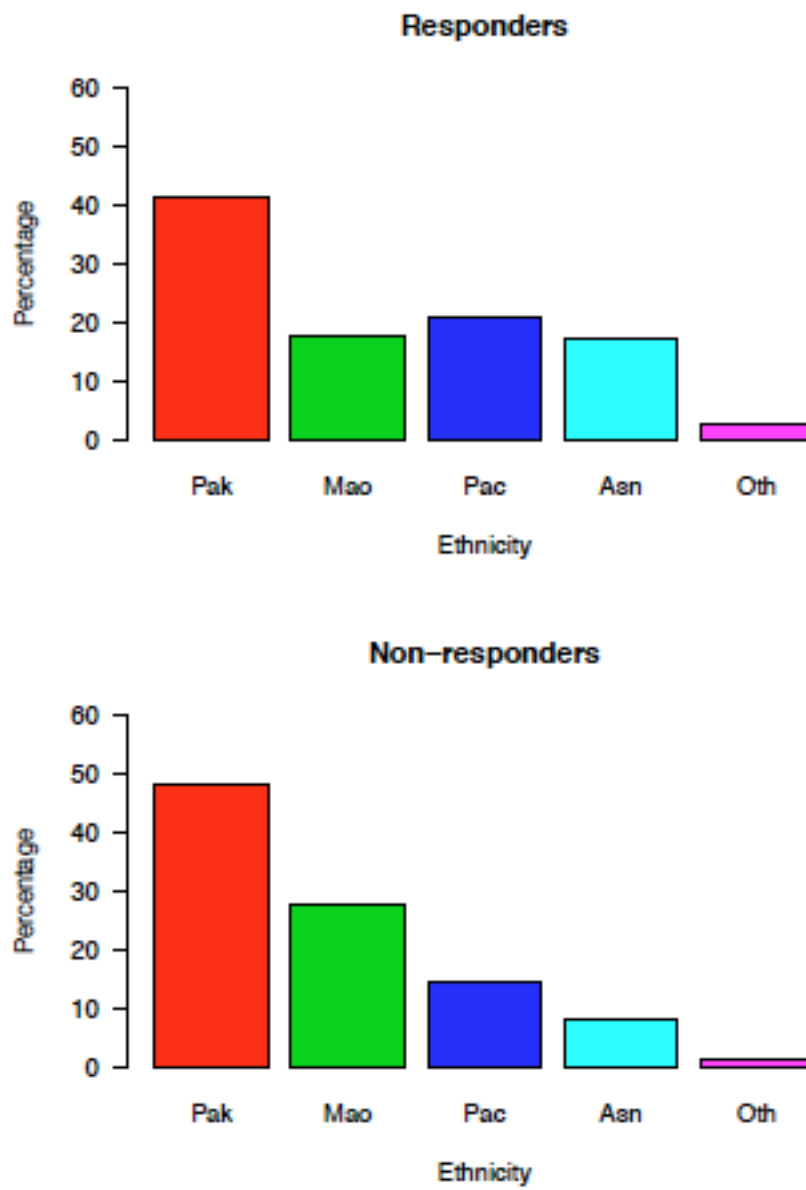 Responders
60
50
40
30
20
10
0
Percentage
Pak Mao Pac Asn Oth
Ethnicity
Non-responders
60
50
40
30
20
10
0
Percentage
Pak Mao Pac Asn Oth
Ethnicity